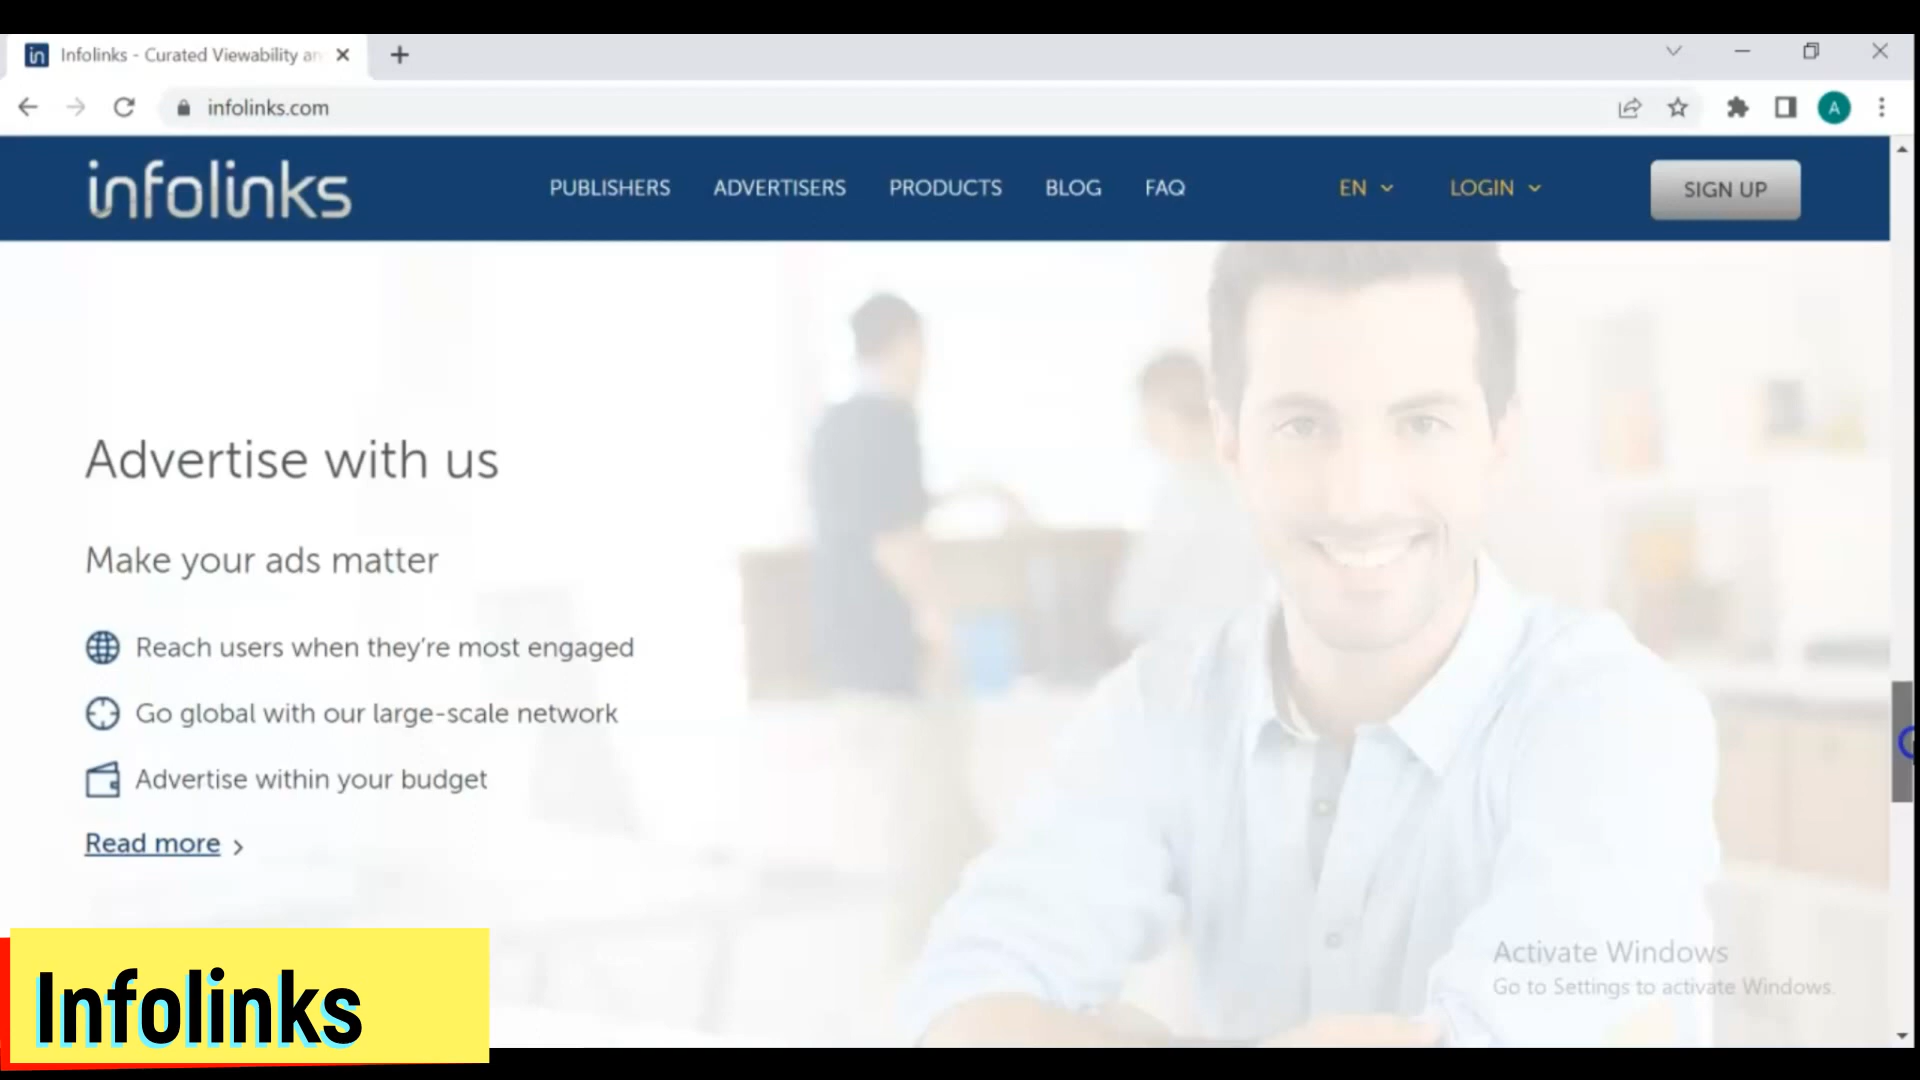 Infolinks - Curated Viewability an
infolinks.com
A
infolinks
PUBLISHERS ADVERTISERS PRODUCTS BLOG FAQ EN LOGIN SIGN UP
Advertise with us
Make your ads matter
Reach users when they're most engaged
Go global with our large-scale network
Advertise within your budget
Read more
Activate Windows
Go to Settings to activate Windows.
Infolinks